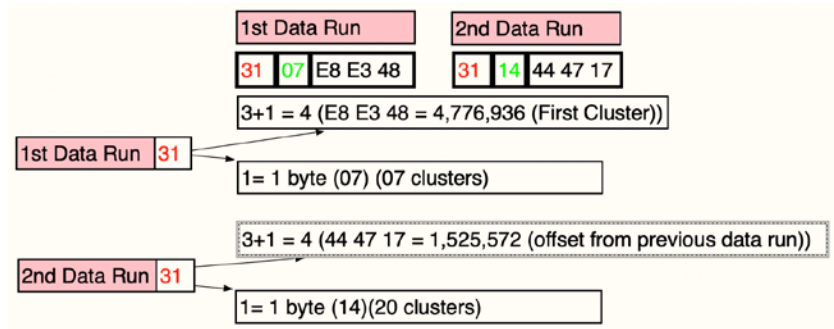 1st Data Run 2nd Data Run
31 07 E8 E3 48 31 14 44 47 17
3+1 = 4 (E8 E3 48 = 4,776,936 (First Cluster))
1st Data Run 31
1= 1 byte (07) (07 clusters)
3+1 = 4 (44 47 17 = 1,525,572 (offset from previous data run))
2nd Data Run 31
1= 1 byte (14)(20 clusters)